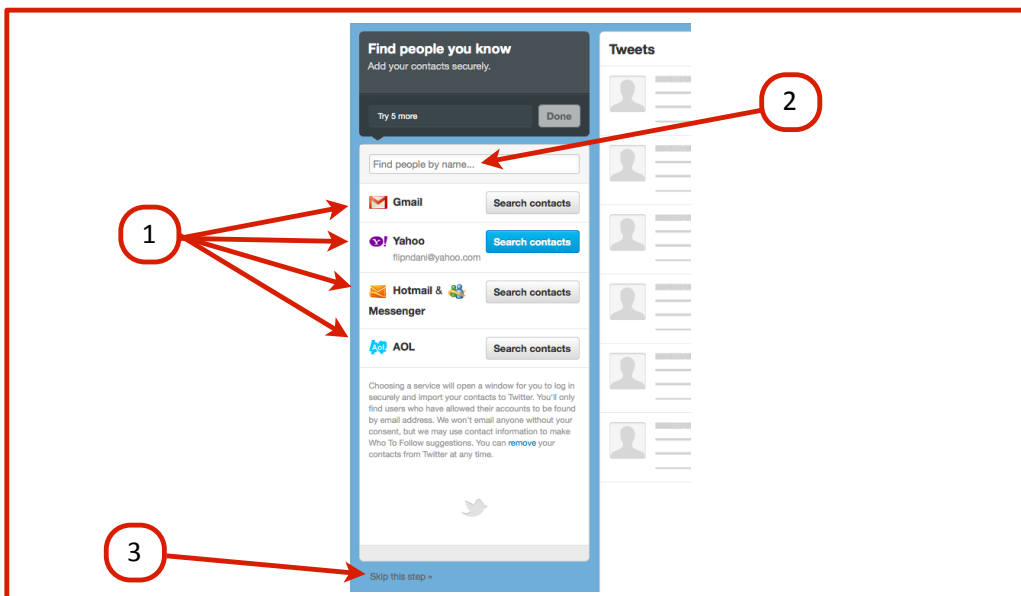 Find people you know
Add your contacts securely.
Try 5 more
Done
Find people by name...
Gmail
Search contacts
Yahoo
flipndani@yahoo.com
Search contacts
Hotmail &
Messenger
Search contacts
Aol.
AOL
Search contacts
Choosing a service will open a window for you to log in
securely and import your contacts to Twitter. You'll only
find users who have allowed their accounts to be found
by email address. We won't email anyone without your
consent, but we may use contact information to make
Who To Follow suggestions. You can remove your
contacts from Twitter at any time.
Skip this step »
Tweets
1
2
3